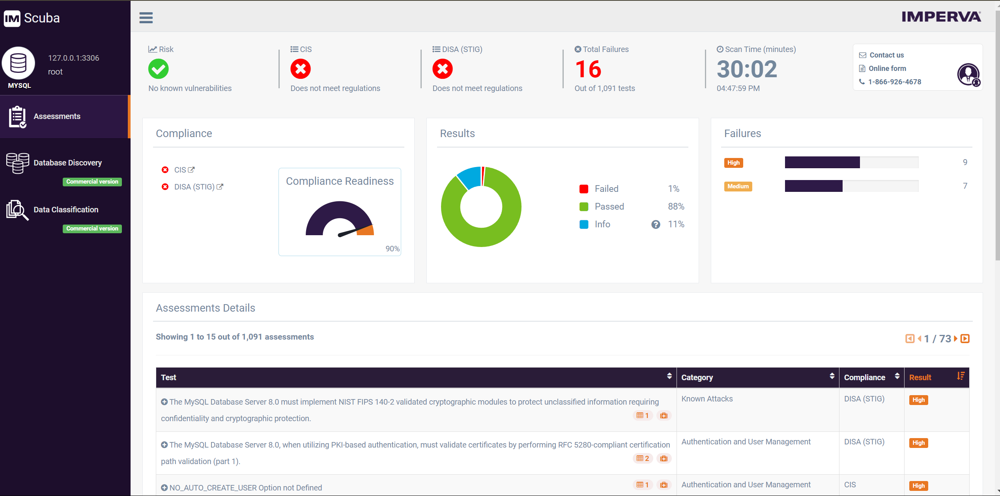 IM Scuba
IMPERVA
127.0.0.1:3306
root
MYSQL
Assessments
Database Discovery
Commercial version
Data Classification
Commercial version
Risk
No known vulnerabilities
CIS
Does not meet regulations
DISA (STIG)
Does not meet regulations
Total Failures
16
Out of 1,091 tests
Scan Time (minutes)
30:02
04:47:59 PM
Contact us
Online form
1-866-926-4678
Compliance
CIS
DISA (STIG)
Compliance Readiness
90%
Results
Failed 1%
Passed 88%
Info ? 11%
Failures
High 9
Medium 7
Assessments Details
Showing 1 to 15 out of 1,091 assessments
1 / 73
Test Category Compliance Result
The MySQL Database Server 8.0 must implement NIST FIPS 140-2 validated cryptographic modules to protect unclassified information requiring
confidentiality and cryptographic protection.
1
Known Attacks
DISA (STIG)
High
The MySQL Database Server 8.0, when utilizing PKI-based authentication, must validate certificates by performing RFC 5280-compliant certification
path validation (part 1).
2
Authentication and User Management
DISA (STIG)
High
NO_AUTO_CREATE_USER Option not Defined
1
Authentication and User Management
CIS
High